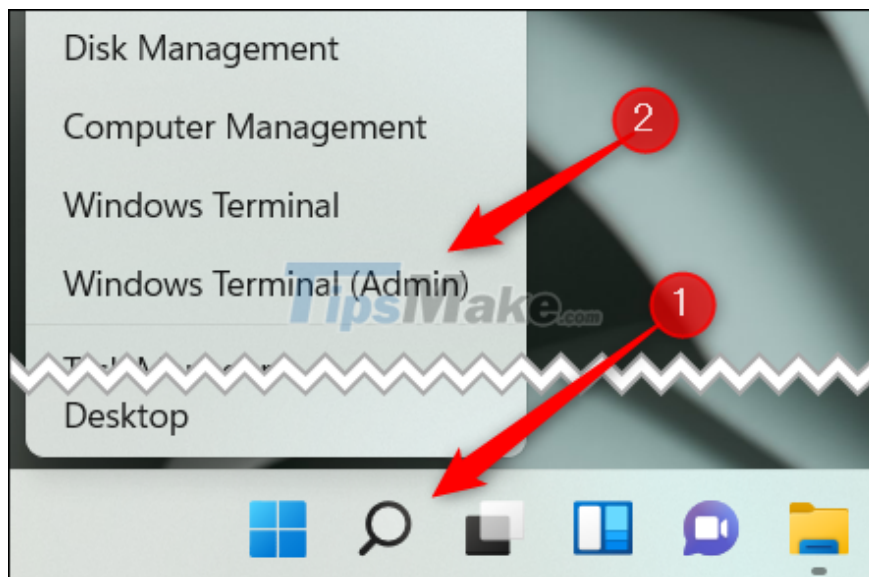 Disk Management
Computer Management
2
Windows Terminal
Windows Terminal (Admin)
TipsMake.com
1
Desktop